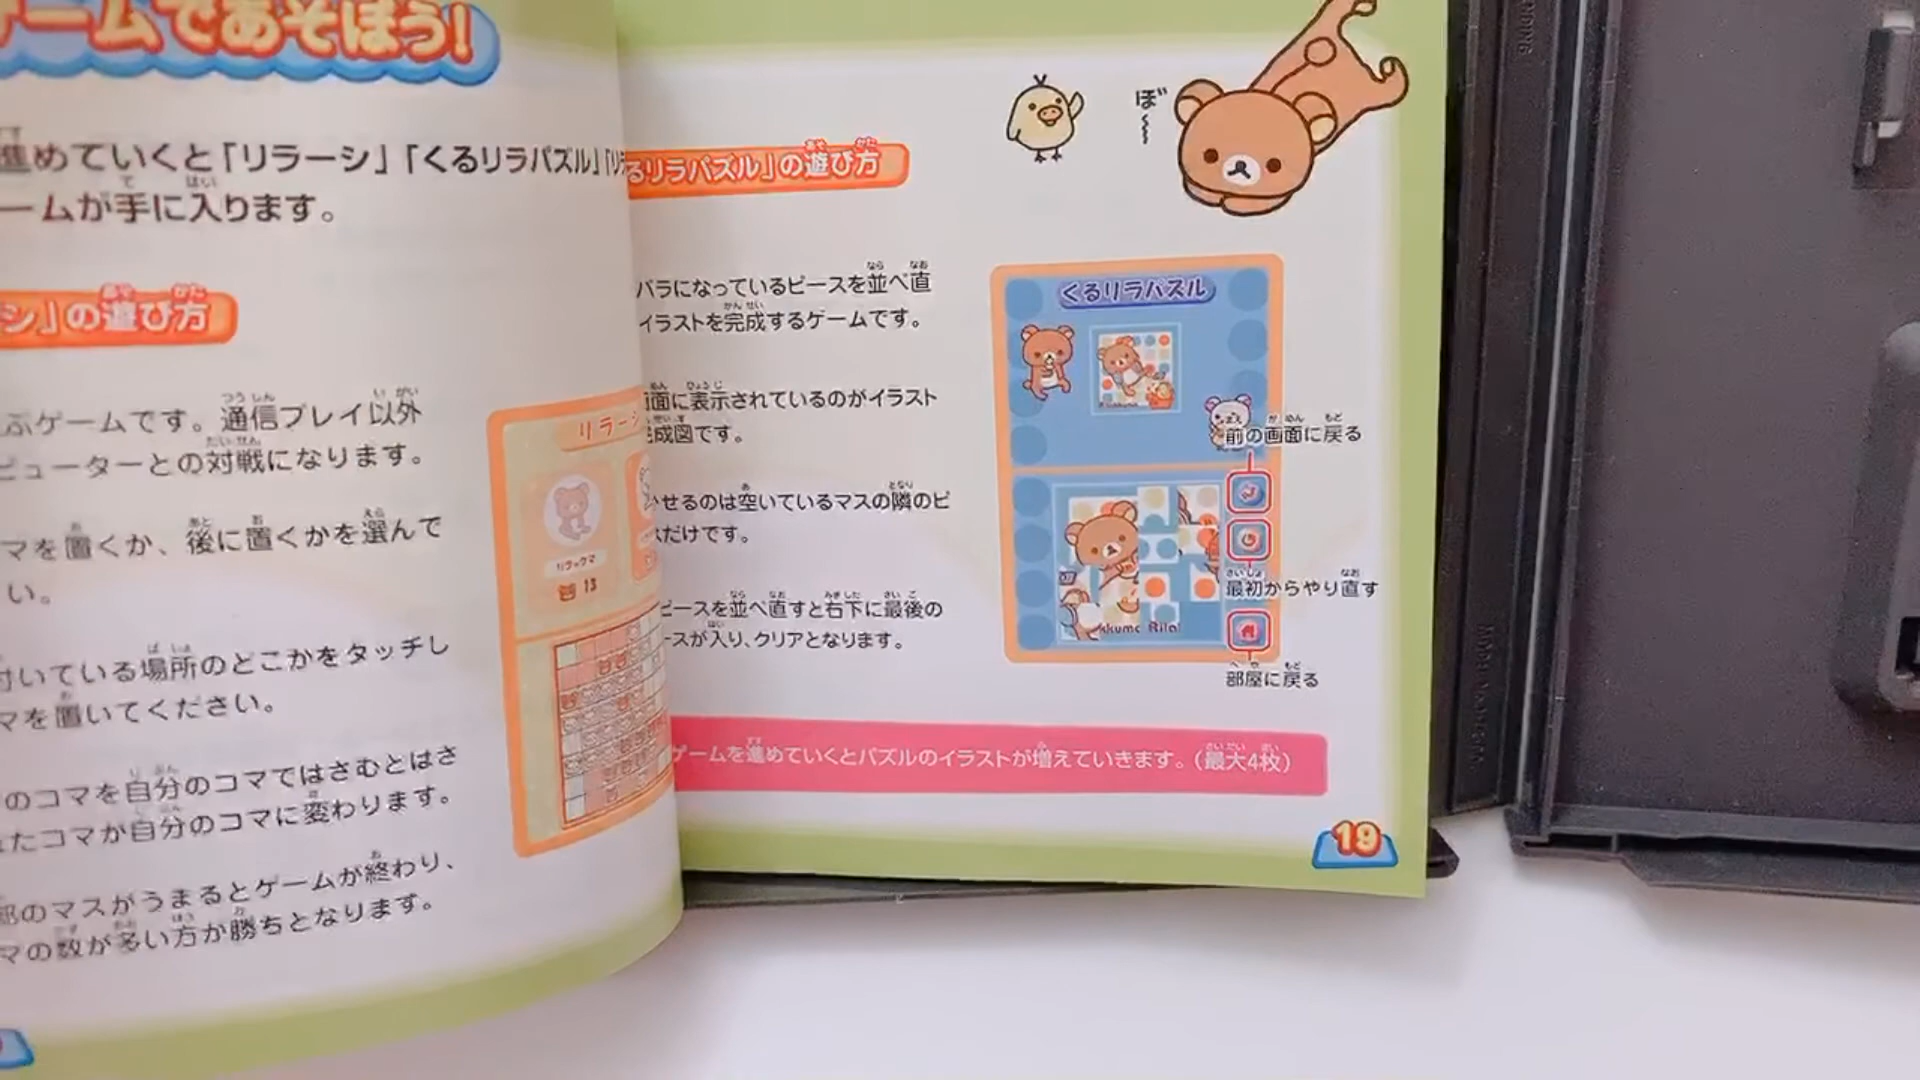 ゲームであそぼう!
進めていくと「リラーシ」「くるリラパズル」「リラ
ームが手に入ります。
シ」の遊び方
ぶゲームです。通信プレイ以外
ピューターとの対戦になります。
マを置くか、後に置くかを選んで
い。
付いている場所のどこかをタッチし
マを置いてください。
のコマを自分のコマではさむとはさ
れたコマが自分のコマに変わります。
部のマスがうまるとゲームが終わり、
マの数が多い方が勝ちとなります。
リラーシ
リラックマ
13
るリラパズル」の遊び方
ぼ〜
バラになっているピースを並べ直
イラストを完成するゲームです。
画面に表示されているのがイラスト
完成図です。
かせるのは空いているマスの隣のピ
スだけです。
ピースを並べ直すと右下に最後の
ースが入り、クリアとなります。
くるリラパズル
前の画面に戻る
最初からやり直す
部屋に戻る
kkuma Rila
ゲームを進めていくとパズルのイラストが増えていきます。(最大4枚)
19